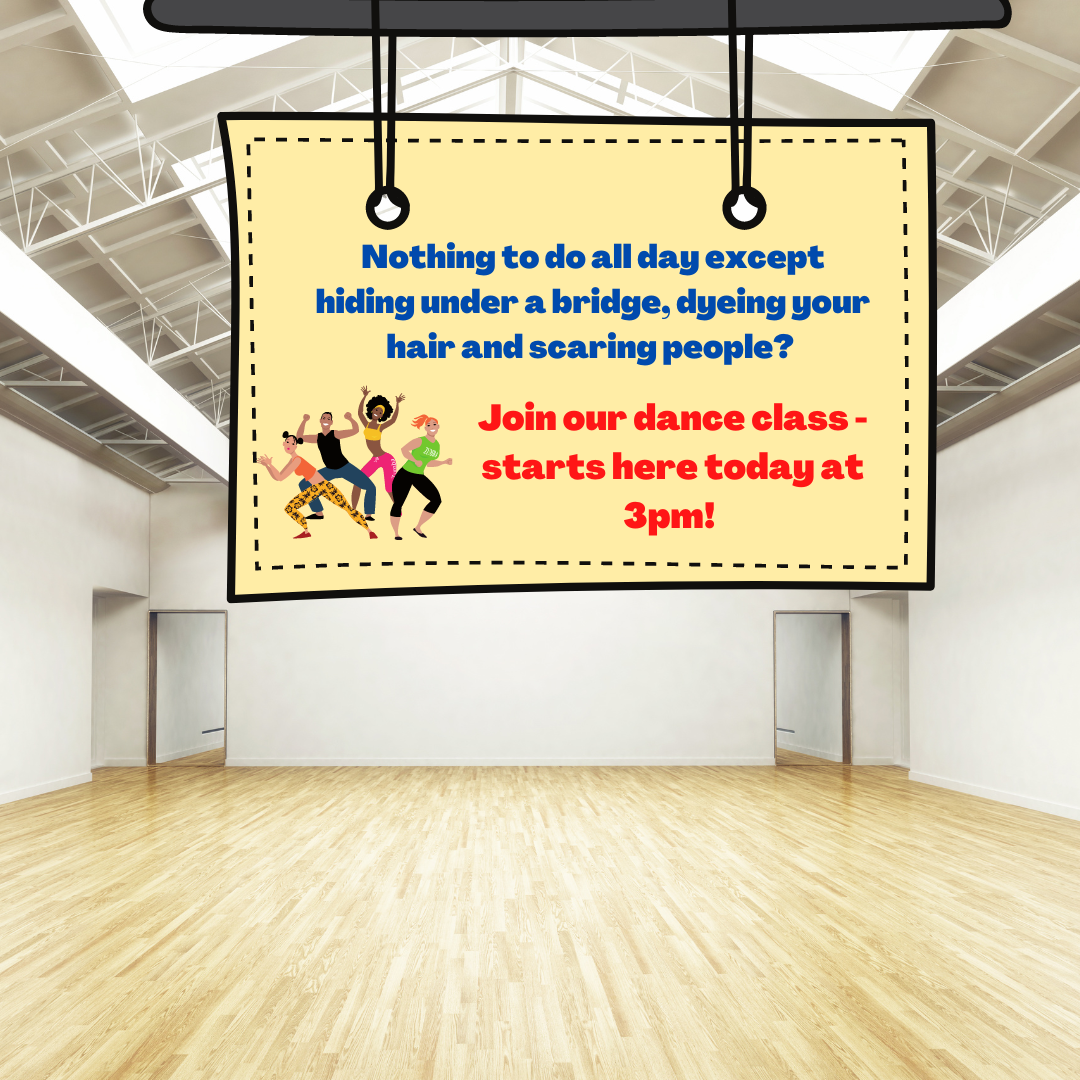 Nothing to do all day except
hiding under a bridge, dyeing your
hair and scaring people?
Join our dance class -
starts here today at
3pm!